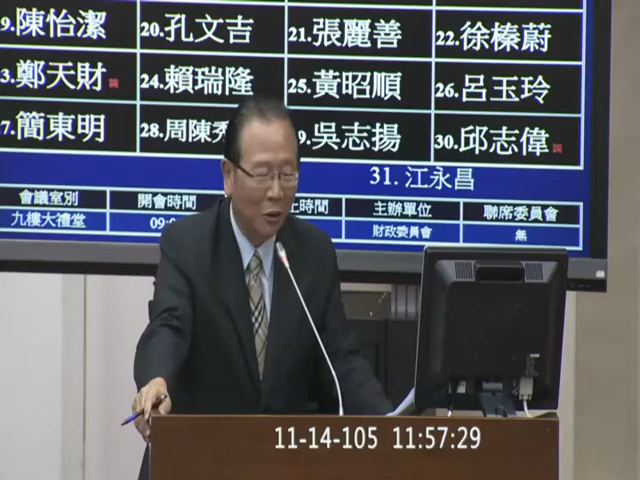 9.陳怡潔 20.孔文吉 21.張麗善 22.徐榛蔚
3.鄭天財 24.賴瑞隆 25.黃昭順 26.呂玉玲
7.簡東明 28.周陳秀 9.吳志揚 30.邱志偉
31. 江永昌
會議室別 開會時間 時間 主辦單位 聯席委員會
九樓大禮堂 09:0 財政委員會 無
11-14-105 11:57:29